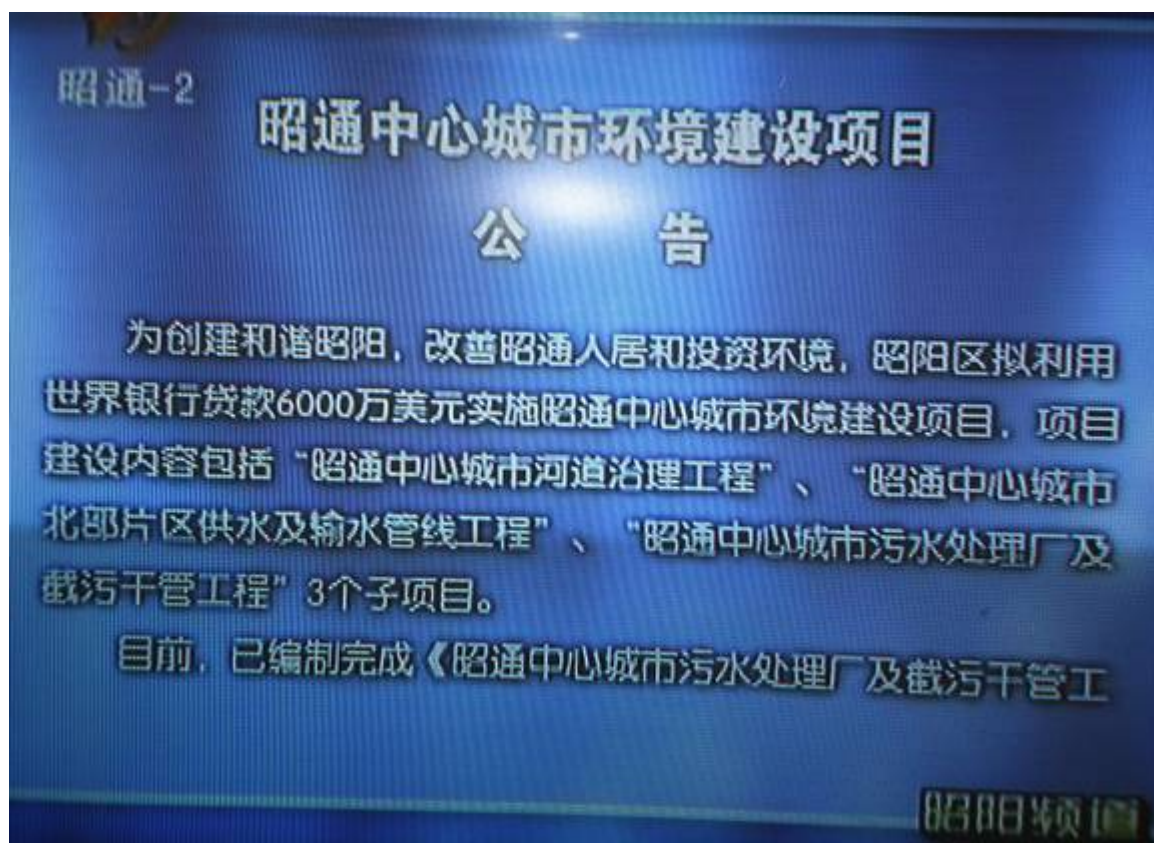 昭通-2
昭通中心城市环境建设项目
公 告
为创建和谐昭阳，改善昭通人居和投资环境，昭阳区拟利用
世界银行贷款6000万美元实施昭通中心城市环境建设项目，项目
建设内容包括“昭通中心城市河道治理工程”、“昭通中心城市
北部片区供水及输水管线工程”、“昭通中心城市污水处理厂及
截污干管工程”3个子项目。
目前，已编制完成《昭通中心城市污水处理厂及截污干管工
昭阳频道